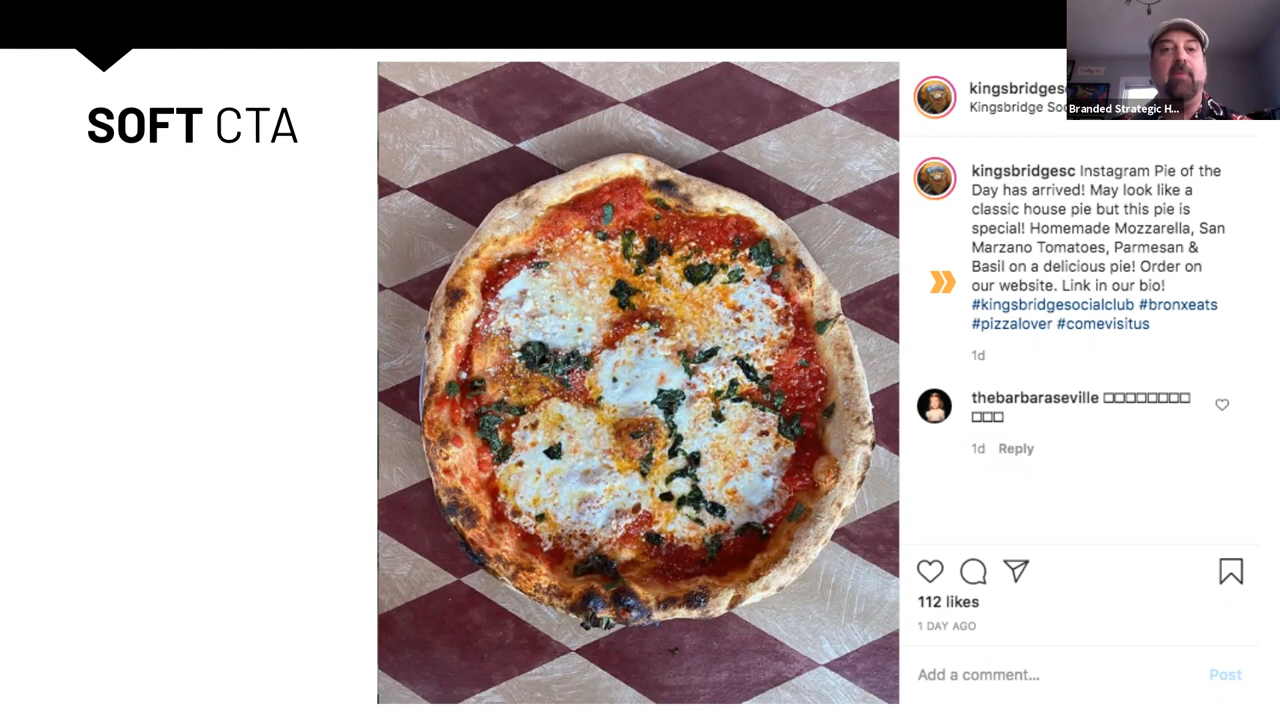 SOFT CTA
kingsbridges
Kingsbridge Soc
Branded Strategic H...
kingsbridgesc Instagram Pie of the
Day has arrived! May look like a
classic house pie but this pie is
special! Homemade Mozzarella, San
Marzano Tomatoes, Parmesan &
Basil on a delicious pie! Order on
our website. Link in our bio!
#kingsbridgesocialclub #bronxeats
#pizzalover #comevisitus
1d
thebarbaraseville □□□□□□□□
□□□
1d Reply
112 likes
1 DAY AGO
Add a comment... Post